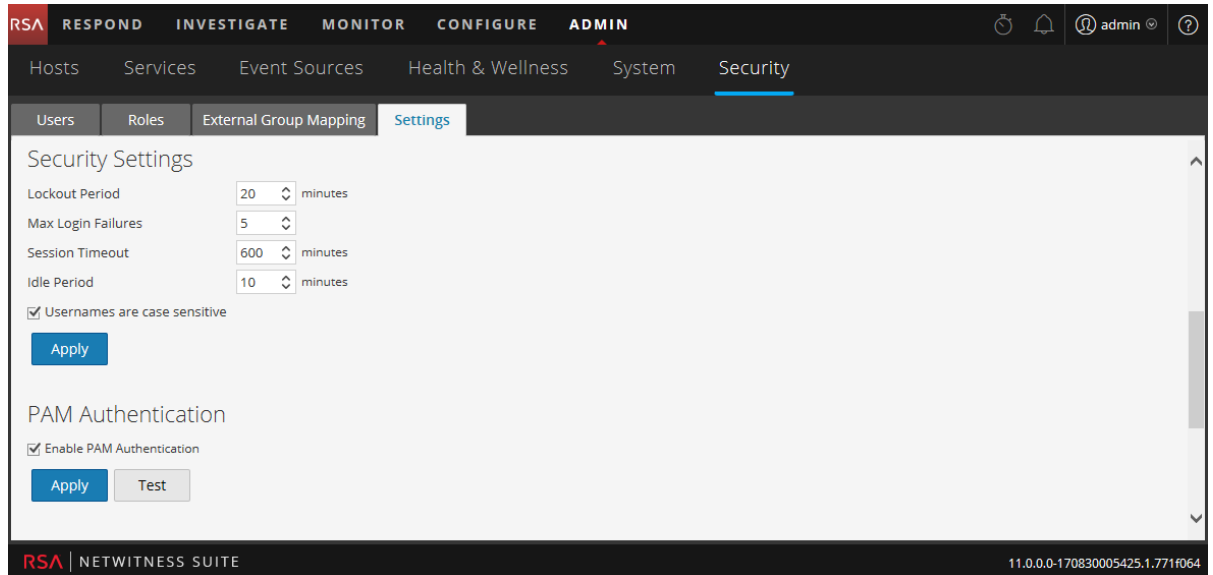 RSA RESPOND INVESTIGATE MONITOR CONFIGURE ADMIN admin ?
Hosts Services Event Sources Health & Wellness System Security
Users Roles External Group Mapping Settings
Security Settings
Lockout Period 20 minutes
Max Login Failures 5
Session Timeout 600 minutes
Idle Period 10 minutes
Usernames are case sensitive
Apply
PAM Authentication
Enable PAM Authentication
Apply Test
RSA NETWITNESS SUITE 11.0.0.0-170830005425.1.771f064